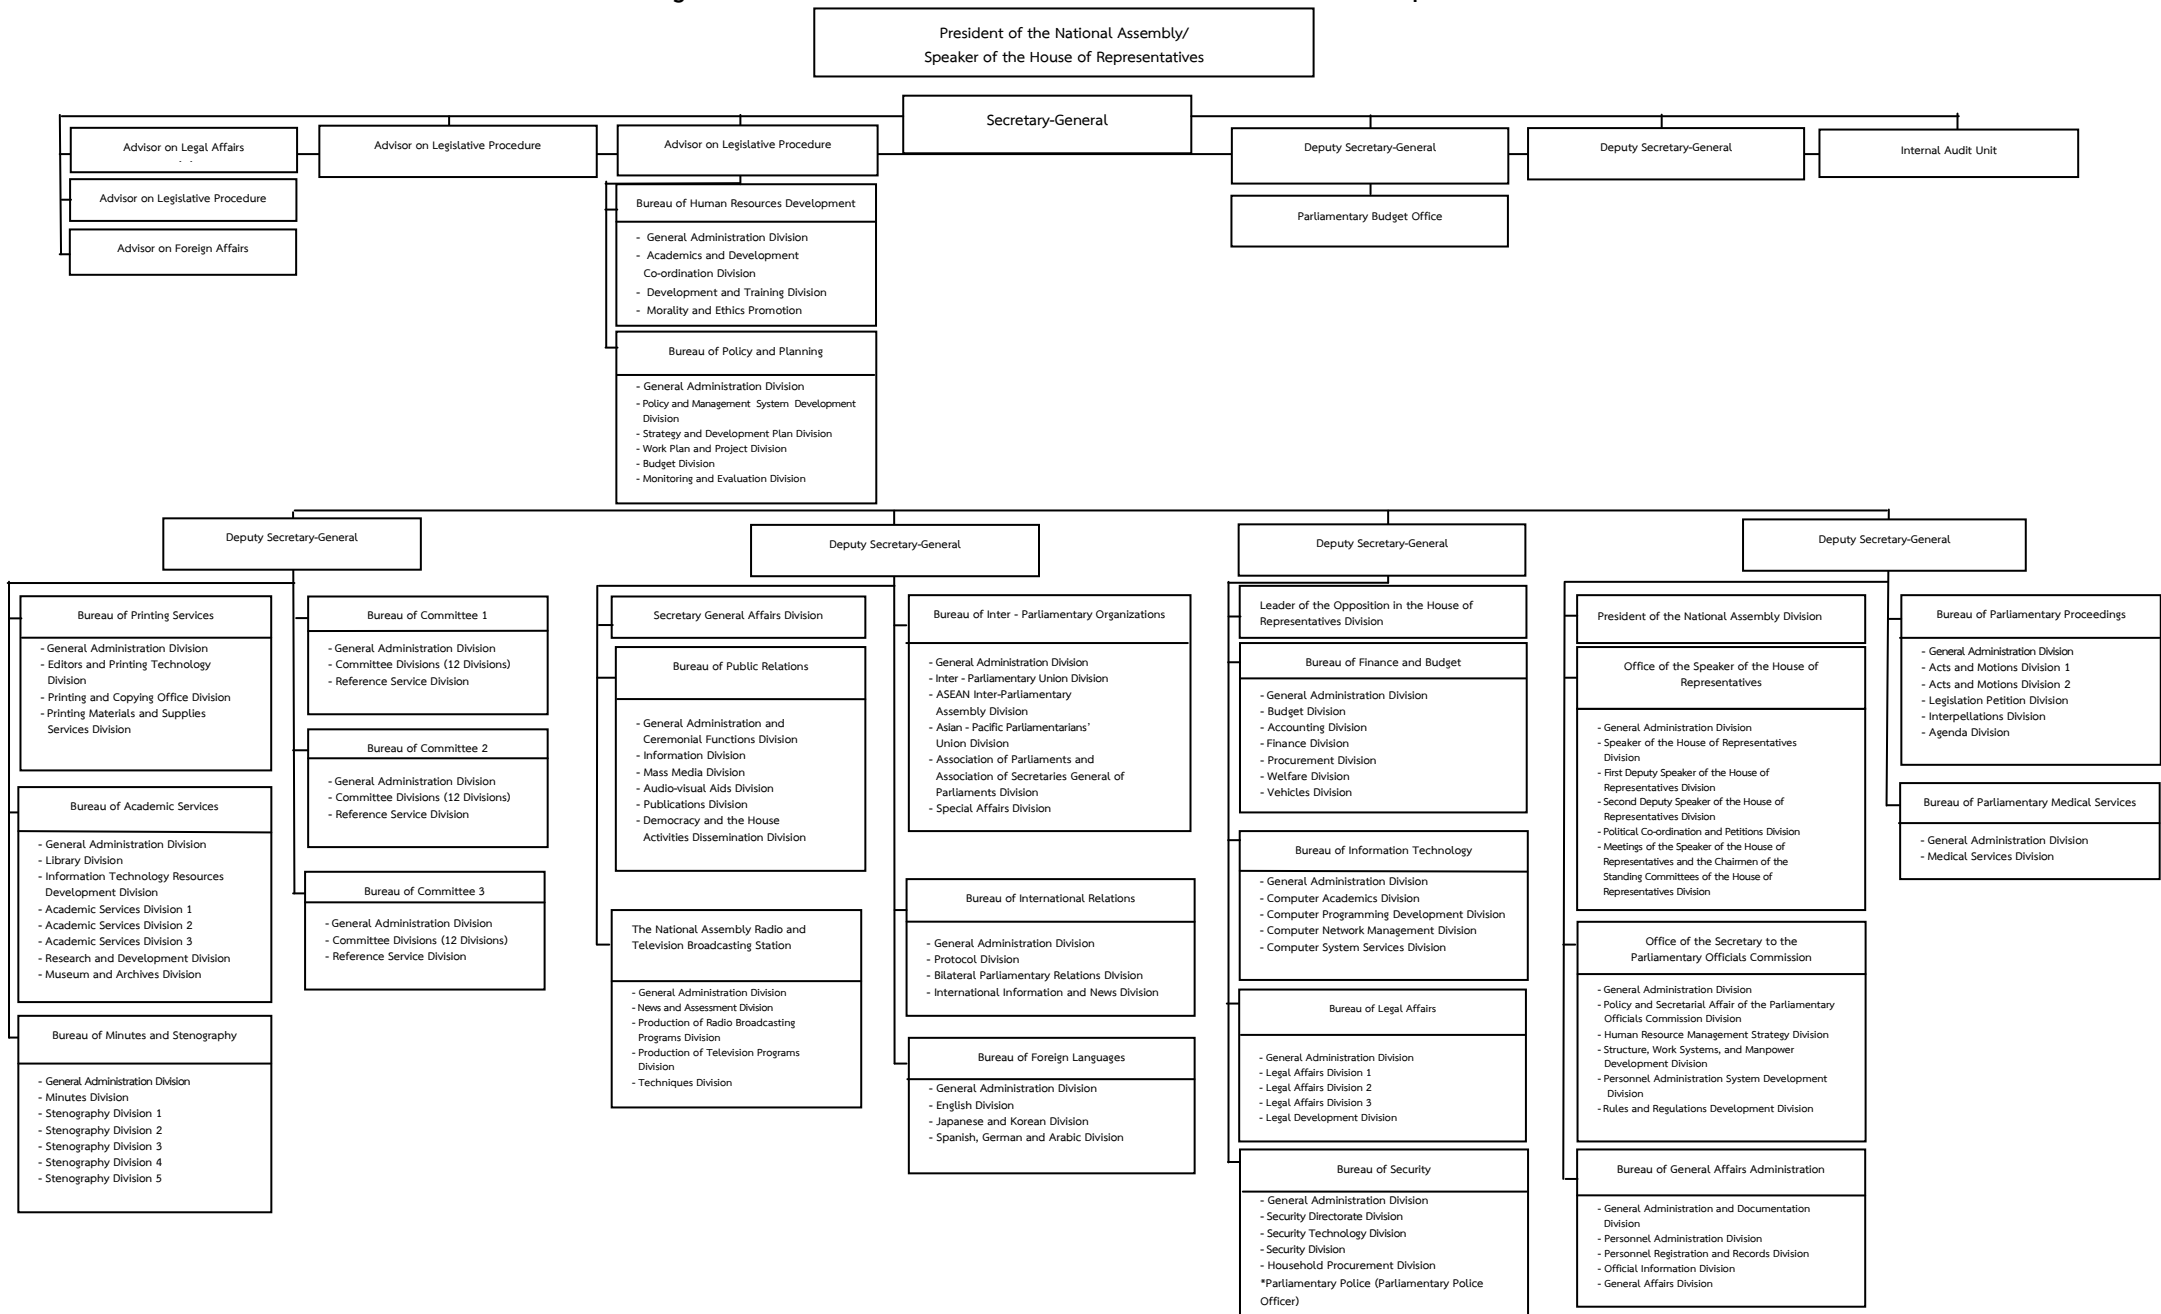 President of the National Assembly/
Speaker of the House of Representatives
Secretary-General
Advisor on Legal Affairs
Advisor on Legislative Procedure
Advisor on Legislative Procedure
Deputy Secretary-General
Deputy Secretary-General
Internal Audit Unit
Advisor on Legislative Procedure
Advisor on Foreign Affairs
Parliamentary Budget Office
Bureau of Human Resources Development
- General Administration Division
- Academics and Development
Co-ordination Division
- Development and Training Division
- Morality and Ethics Promotion
Bureau of Policy and Planning
- General Administration Division
- Policy and Management System Development
Division
- Strategy and Development Plan Division
- Work Plan and Project Division
- Budget Division
- Monitoring and Evaluation Division
Deputy Secretary-General
Bureau of Printing Services
- General Administration Division
- Editors and Printing Technology
Division
- Printing and Copying Office Division
- Printing Materials and Supplies
Services Division
Bureau of Academic Services
- General Administration Division
- Library Division
- Information Technology Resources
Development Division
- Academic Services Division 1
- Academic Services Division 2
- Academic Services Division 3
- Research and Development Division
- Museum and Archives Division
Bureau of Minutes and Stenography
- General Administration Division
- Minutes Division
- Stenography Division 1
- Stenography Division 2
- Stenography Division 3
- Stenography Division 4
- Stenography Division 5
Bureau of Committee 1
- General Administration Division
- Committee Divisions (12 Divisions)
- Reference Service Division
Bureau of Committee 2
- General Administration Division
- Committee Divisions (12 Divisions)
- Reference Service Division
Bureau of Committee 3
- General Administration Division
- Committee Divisions (12 Divisions)
- Reference Service Division
Deputy Secretary-General
Secretary General Affairs Division
Bureau of Public Relations
- General Administration and
Ceremonial Functions Division
- Information Division
- Mass Media Division
- Audio-visual Aids Division
- Publications Division
- Democracy and the House
Activities Dissemination Division
The National Assembly Radio and
Television Broadcasting Station
- General Administration Division
- News and Assessment Division
- Production of Radio Broadcasting
Programs Division
- Production of Television Programs
Division
- Techniques Division
Bureau of Inter - Parliamentary Organizations
- General Administration Division
- Inter - Parliamentary Union Division
- ASEAN Inter-Parliamentary
Assembly Division
- Asian - Pacific Parliamentarians'
Union Division
- Association of Parliaments and
Association of Secretaries General of
Parliaments Division
- Special Affairs Division
Bureau of International Relations
- General Administration Division
- Protocol Division
- Bilateral Parliamentary Relations Division
- International Information and News Division
Bureau of Foreign Languages
- General Administration Division
- English Division
- Japanese and Korean Division
- Spanish, German and Arabic Division
Deputy Secretary-General
Leader of the Opposition in the House of
Representatives Division
Bureau of Finance and Budget
- General Administration Division
- Budget Division
- Accounting Division
- Finance Division
- Procurement Division
- Welfare Division
- Vehicles Division
Bureau of Information Technology
- General Administration Division
- Computer Academics Division
- Computer Programming Development Division
- Computer Network Management Division
- Computer System Services Division
Bureau of Legal Affairs
- General Administration Division
- Legal Affairs Division 1
- Legal Affairs Division 2
- Legal Affairs Division 3
- Legal Development Division
Bureau of Security
- General Administration Division
- Security Directorate Division
- Security Technology Division
- Security Division
- Household Procurement Division
*Parliamentary Police (Parliamentary Police
Officer)
Deputy Secretary-General
President of the National Assembly Division
Office of the Speaker of the House of
Representatives
- General Administration Division
- Speaker of the House of Representatives
Division
- First Deputy Speaker of the House of
Representatives Division
- Second Deputy Speaker of the House of
Representatives Division
- Political Co-ordination and Petitions Division
- Meetings of the Speaker of the House of
Representatives and the Chairmen of the
Standing Committees of the House of
Representatives Division
Office of the Secretary to the
Parliamentary Officials Commission
- General Administration Division
- Policy and Secretarial Affair of the Parliamentary
Officials Commission Division
- Human Resource Management Strategy Division
- Structure, Work Systems, and Manpower
Development Division
- Personnel Administration System Development
Division
- Rules and Regulations Development Division
Bureau of General Affairs Administration
- General Administration and Documentation
Division
- Personnel Administration Division
- Personnel Registration and Records Division
- Official Information Division
- General Affairs Division
Bureau of Parliamentary Proceedings
- General Administration Division
- Acts and Motions Division 1
- Acts and Motions Division 2
- Legislation Petition Division
- Interpellations Division
- Agenda Division
Bureau of Parliamentary Medical Services
- General Administration Division
- Medical Services Division